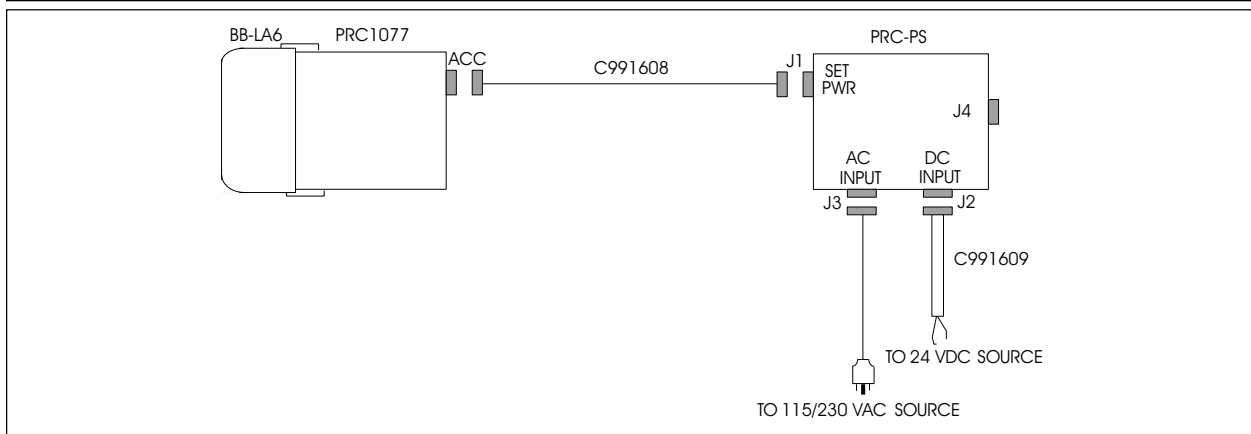 BB-LA6
PRC1077
PRC-PS
ACC
C991608
J1
SET
PWR
J4
AC
INPUT
DC
INPUT
J3
J2
C991609
TO 24 VDC SOURCE
TO 115/230 VAC SOURCE